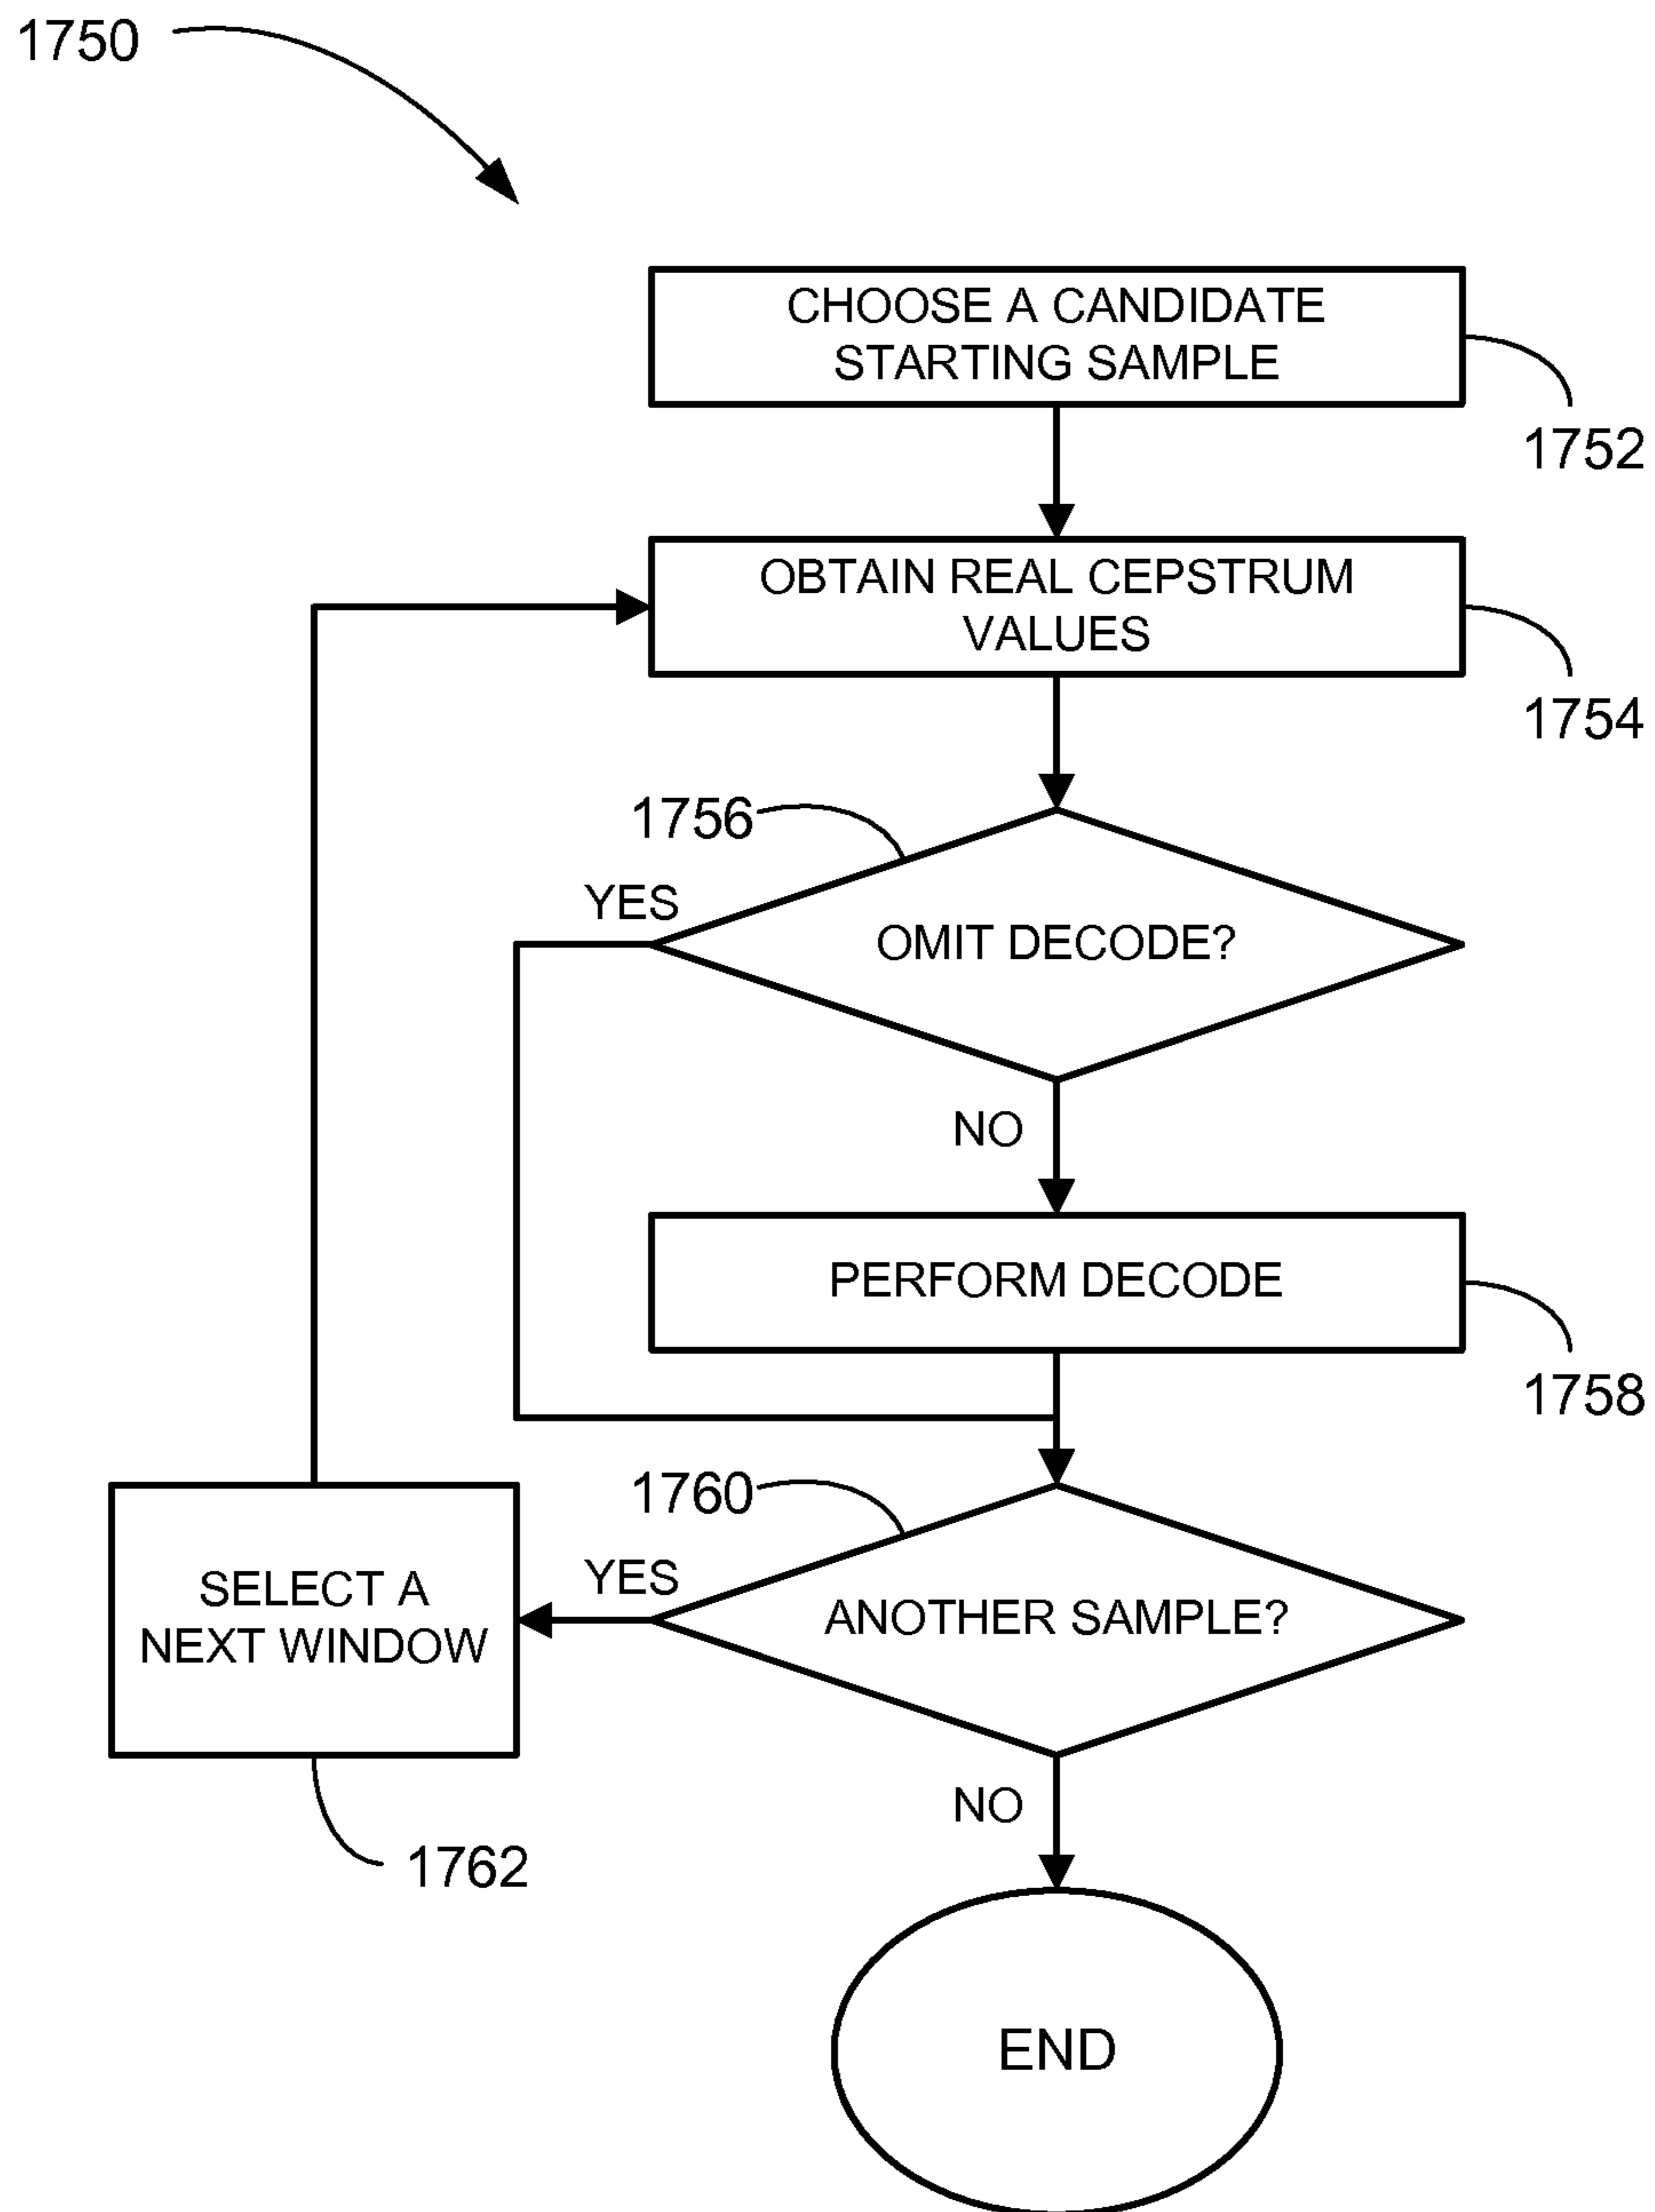 1750
CHOOSE A CANDIDATE
STARTING SAMPLE
1752
OBTAIN REAL CEPSTRUM
VALUES
1754
1756
YES
OMIT DECODE?
NO
PERFORM DECODE
1758
1760
YES
ANOTHER SAMPLE?
SELECT A
NEXT WINDOW
NO
1762
END